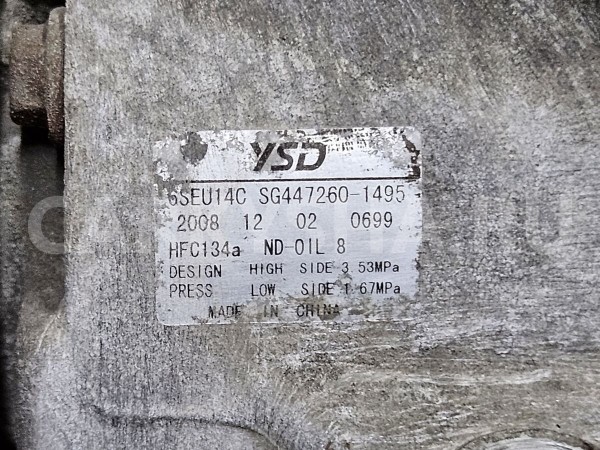 YSD
6SEU14C SG447260-1495
2008 12 02 0699
HFC134a ND-OIL 8
DESIGN HIGH SIDE 3.53MPa
PRESS LOW SIDE 1.67MPa
MADE IN CHINA